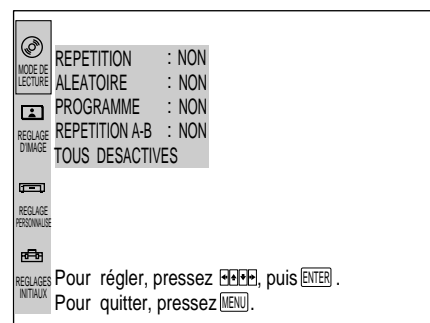 MODE DE
LECTURE
REPETITION : NON
ALEATOIRE : NON
PROGRAMME : NON
REPETITION A-B : NON
TOUS DESACTIVES
REGLAGE
D'IMAGE
REGLAGE
PERSONNALISE
REGLAGES
INITIAUX
Pour régler, pressez , puis ENTER .
Pour quitter, pressez MENU .